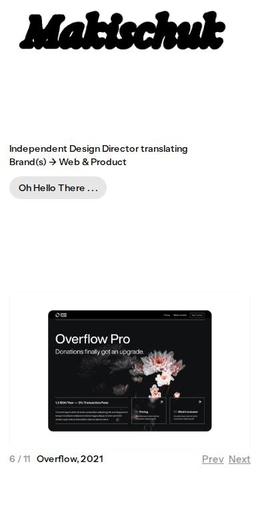 Makischuk
Independent Design Director translating
Brand(s) → Web & Product
Oh Hello There . . .
Overflow Pro
Donations finally got an upgrade.
Pricing
6 / 11 Overflow, 2021
Prev Next